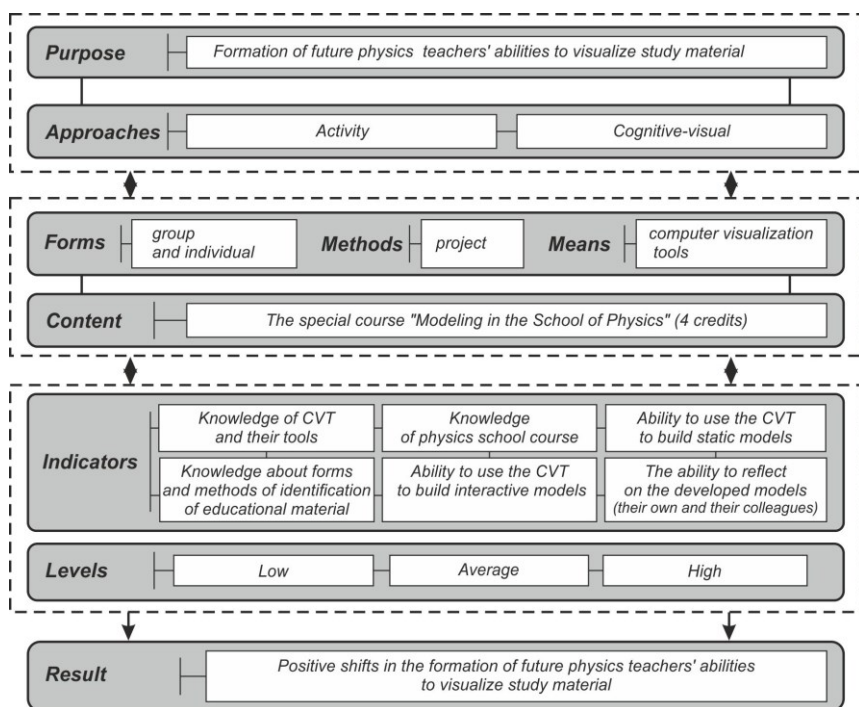 Purpose
Formation of future physics teachers' abilities to visualize study material
Approaches
Activity
Cognitive-visual
Forms
group
and individual
Methods
project
Means
computer visualization
tools
Content
The special course "Modeling in the School of Physics" (4 credits)
Indicators
Knowledge of CVT
and their tools
Knowledge
of physics school course
Ability to use the CVT
to build static models
Knowledge about forms
and methods of identification
of educational material
Ability to use the CVT
to build interactive models
The ability to reflect
on the developed models
(their own and their colleagues)
Levels
Low
Average
High
Result
Positive shifts in the formation of future physics teachers' abilities
to visualize study material